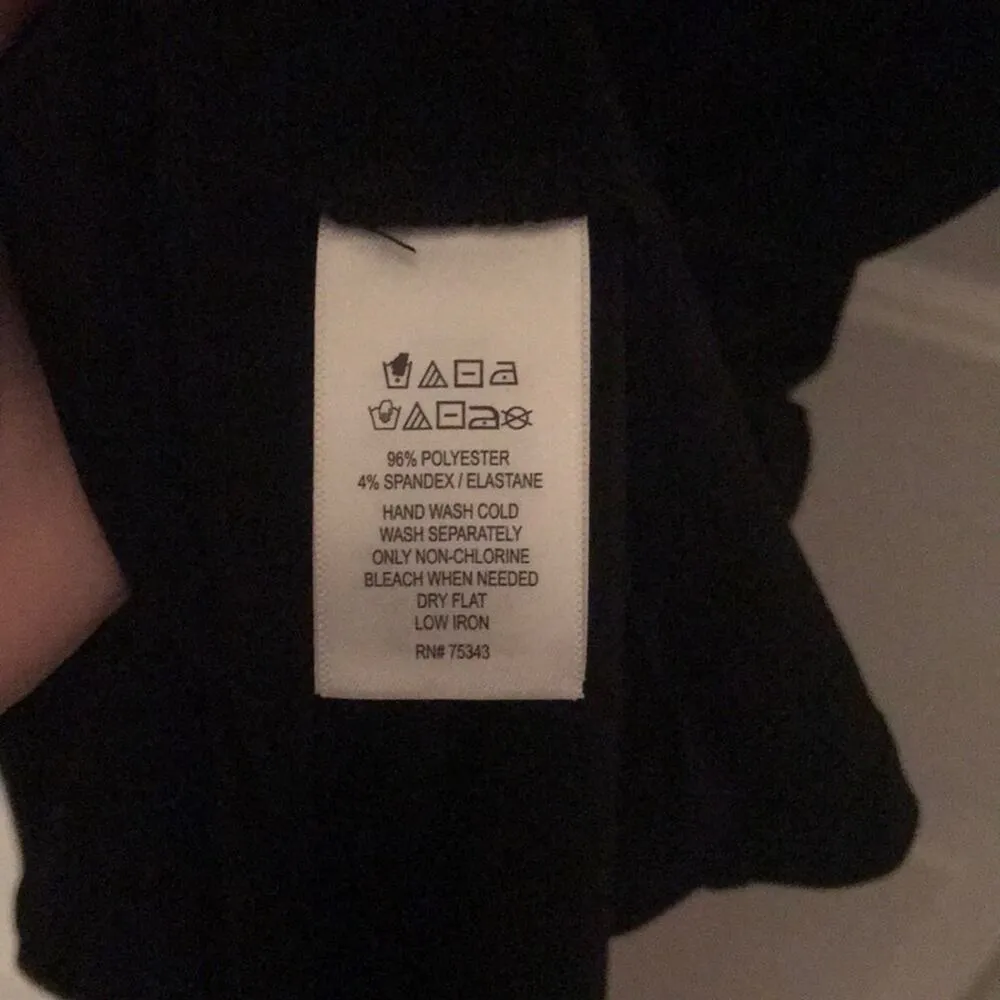 96% POLYESTER
4% SPANDEX / ELASTANE
HAND WASH COLD
WASH SEPARATELY
ONLY NON-CHLORINE
BLEACH WHEN NEEDED
DRY FLAT
LOW IRON
RN# 75343